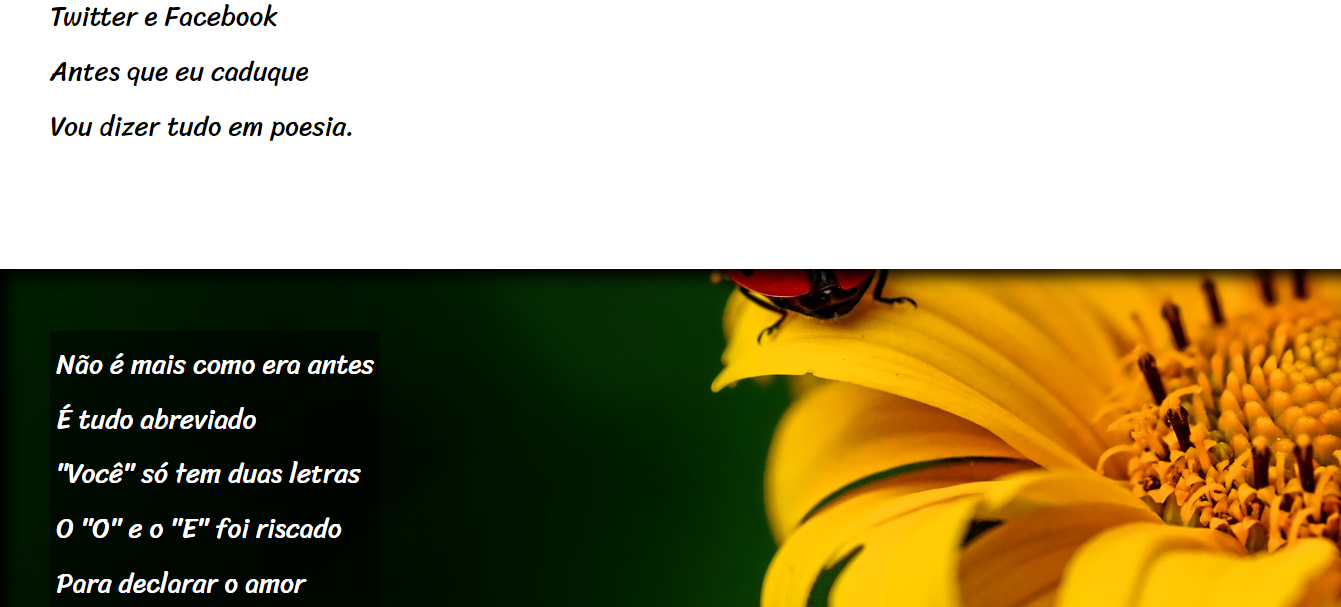 Twitter e Facebook
Antes que eu caduque
Vou dizer tudo em poesia.
Não é mais como era antes
É tudo abreviado
"Você" só tem duas letras
O "O" e o "E" foi riscado
Para declarar o amor